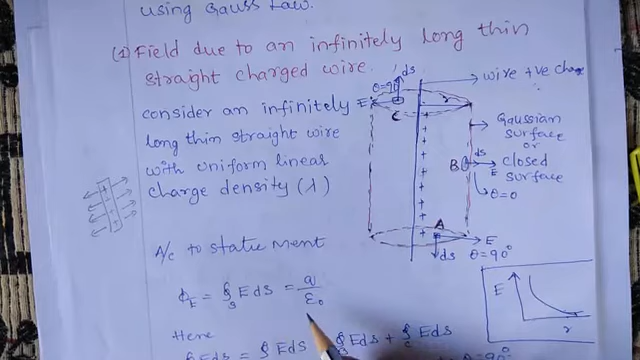 using Gauss Law.
(1) Field due to an infinitely long thin
straight charged wire.
consider an infinitely
long thin straight wire
with uniform linear
charge density (λ)
A/c to statement
ϕE = ∮s E ds = q/ε₀
Here
θ=90°
ds
E
r
C
wire +ve charge
Gaussian
surface
or
closed
surface
B
ds
E
θ=0
A
E
ds
θ=90°
E
r